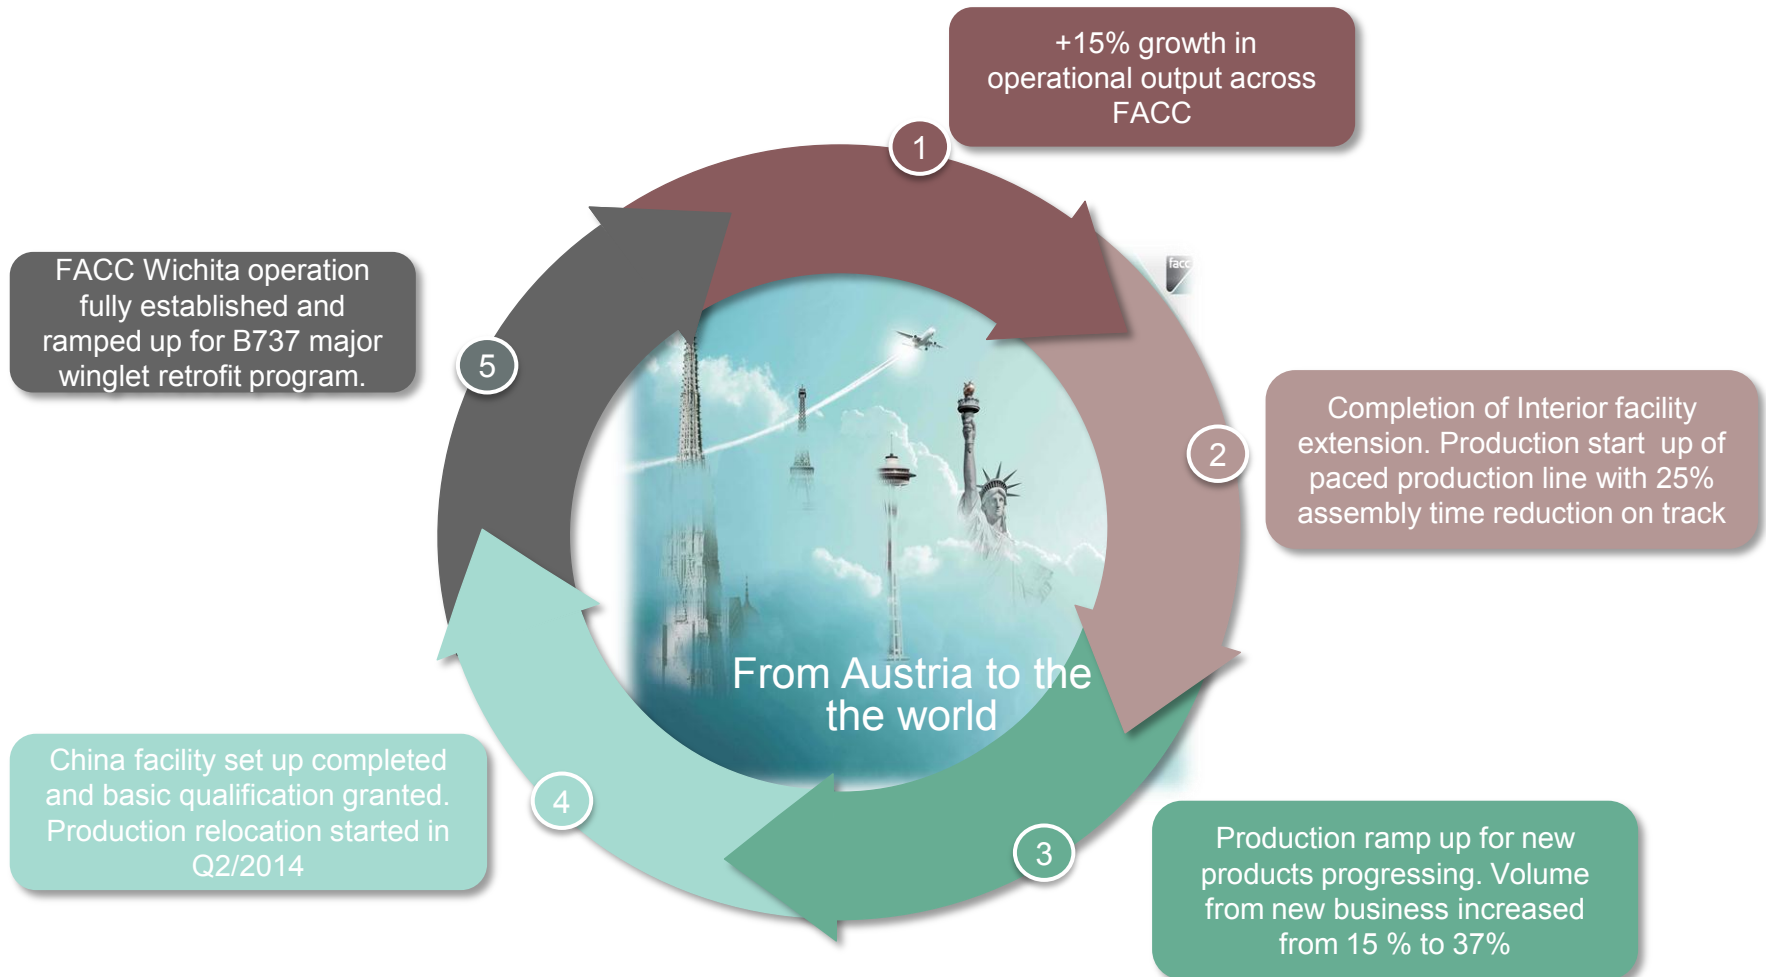 +15% growth in
operational output across
FACC
1
facc
FACC Wichita operation
fully established and
ramped up for B737 major
winglet retrofit program.
5
Completion of Interior facility
extension. Production start  up of
paced production line with 25%
assembly time reduction on track
2
From Austria to the
the world
China facility set up completed
and basic qualification granted.
Production relocation started in
Q2/2014
4
Production ramp up for new
products progressing. Volume
from new business increased
from 15 % to 37%
3